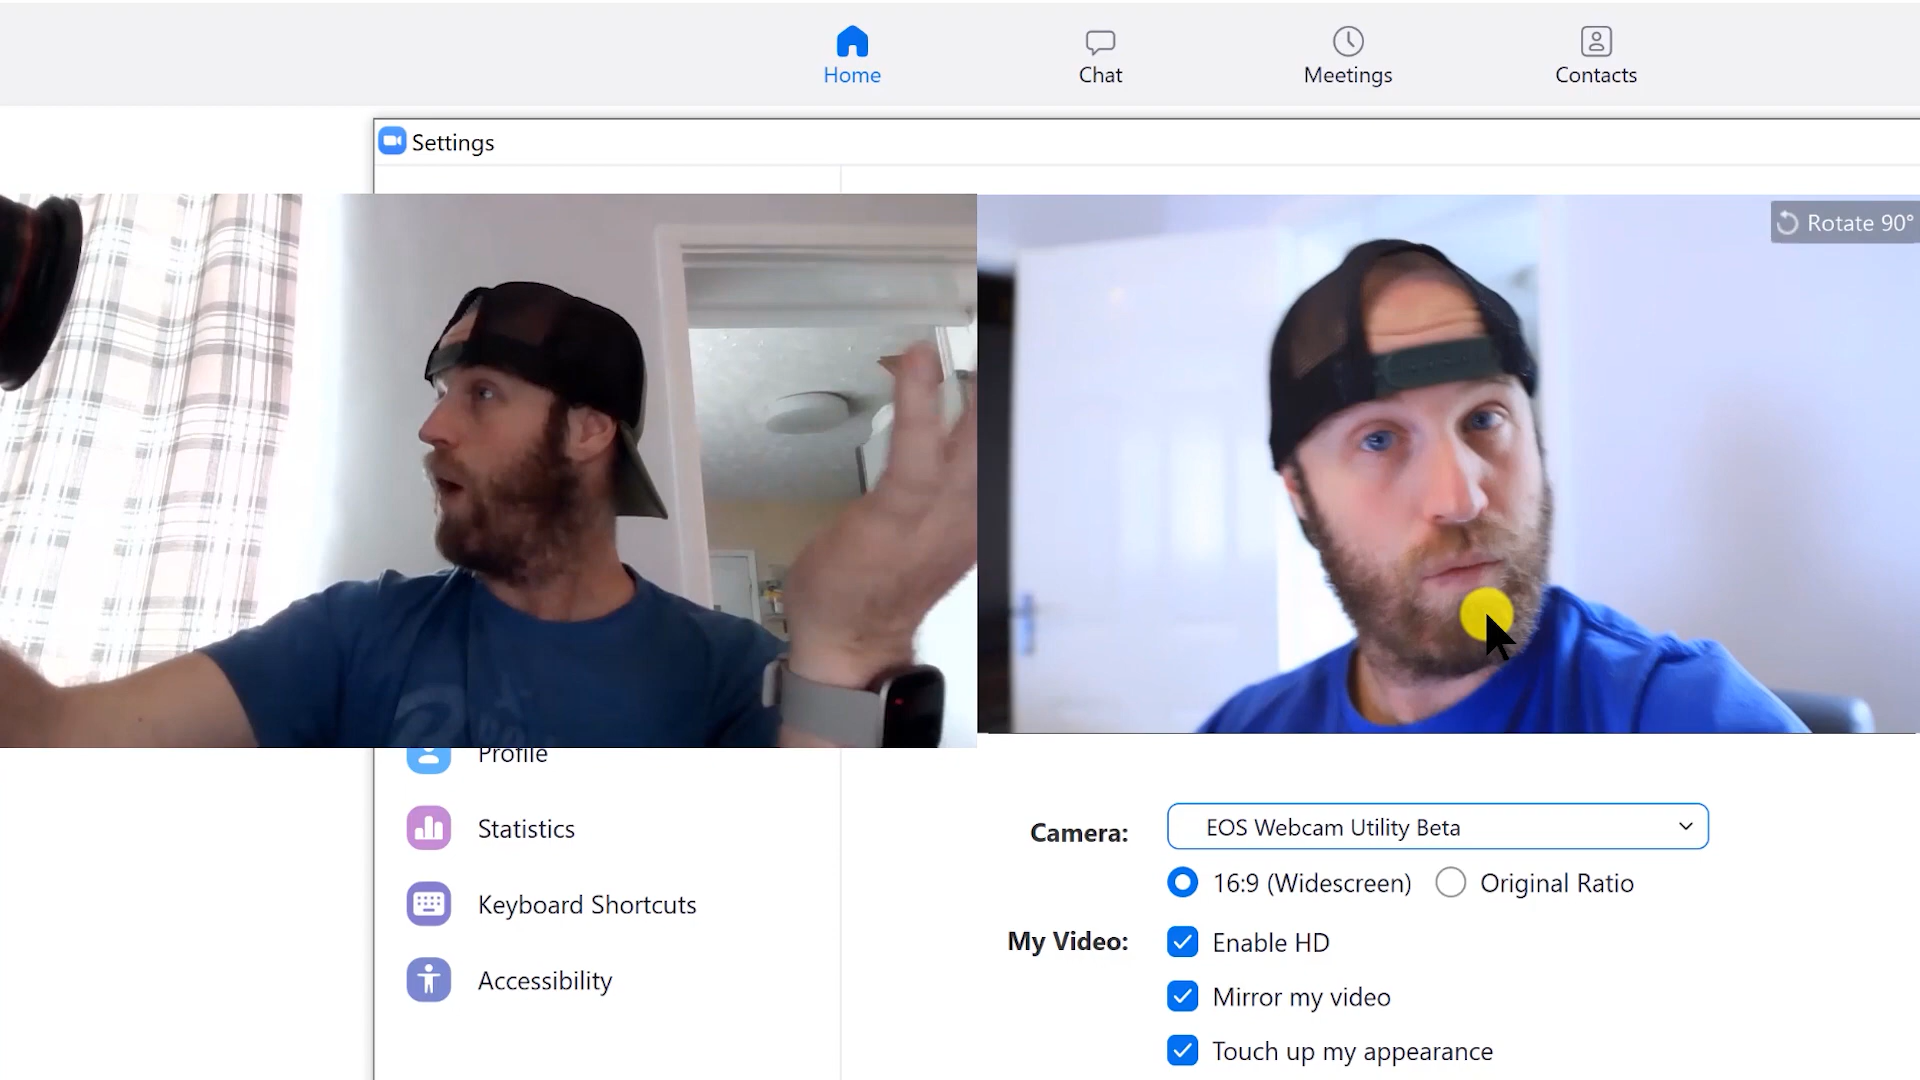 Home
Chat
Meetings
Contacts
Settings
Rotate 90°
Profile
Statistics
Keyboard Shortcuts
Accessibility
Camera:
EOS Webcam Utility Beta
16:9 (Widescreen)
Original Ratio
My Video:
Enable HD
Mirror my video
Touch up my appearance